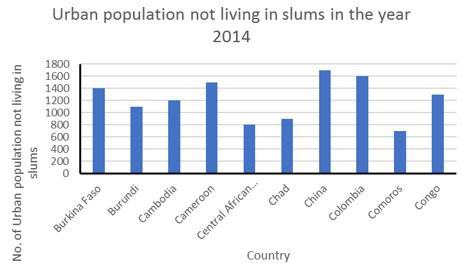 Urban population not living in slums in the year
2014
No. of Urban population not living in
slums
1800
1600
1400
1200
1000
800
600
400
200
0
Burkina Faso
Burundi
Cambodia
Cameroon
Central African...
Chad
China
Colombia
Comoros
Congo
Country